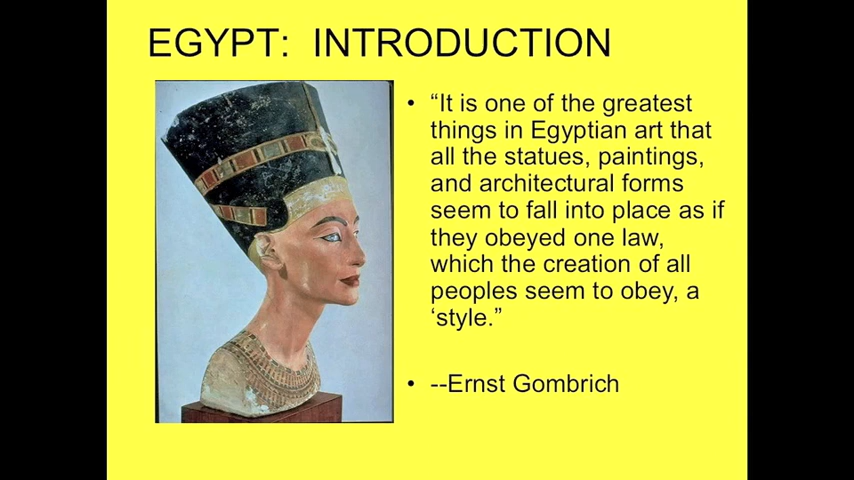 EGYPT:  INTRODUCTION
• “It is one of the greatest
things in Egyptian art that
all the statues, paintings,
and architectural forms
seem to fall into place as if
they obeyed one law,
which the creation of all
peoples seem to obey, a
‘style.”
• --Ernst Gombrich